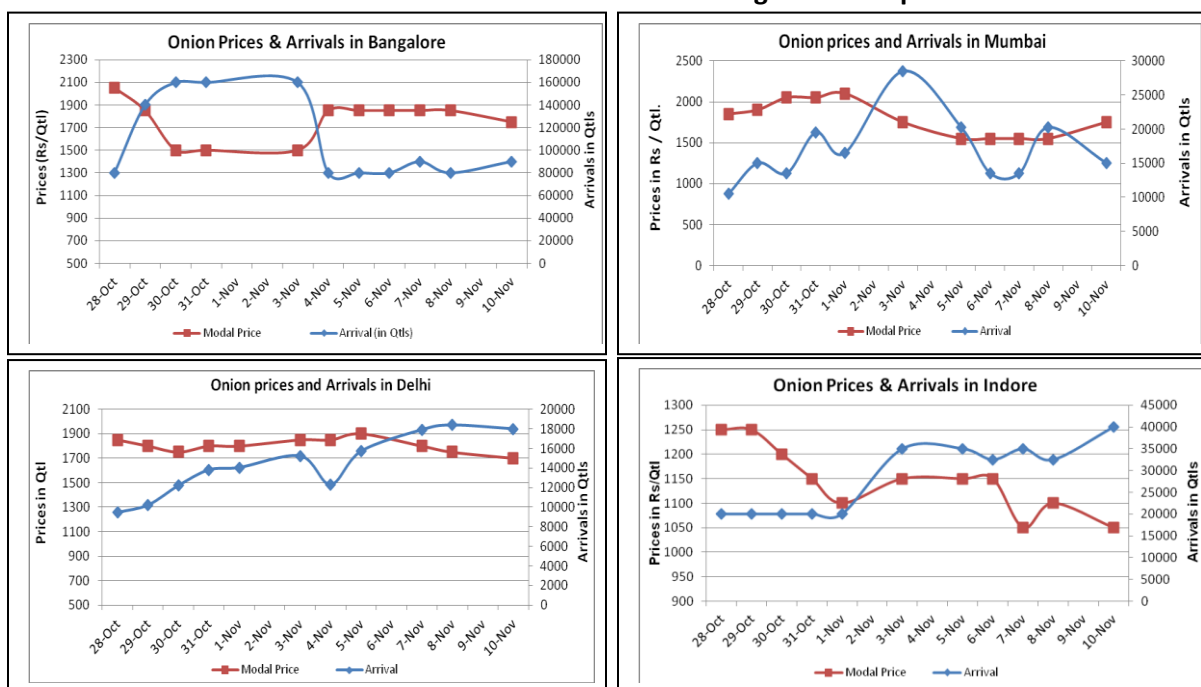 Onion Prices & Arrivals in Bangalore
Prices (Rs/Qtl)
2300
2100
1900
1700
1500
1300
1100
900
700
500
180000
160000
140000
120000
100000
80000
60000
40000
20000
0
Arrivals in Qtls
28-Oct
29-Oct
30-Oct
31-Oct
1-Nov
2-Nov
3-Nov
4-Nov
5-Nov
6-Nov
7-Nov
8-Nov
9-Nov
10-Nov
Modal Price
Arrival (in Qtls)
Onion prices and Arrivals in Mumbai
Prices in Rs / Qtl.
2500
2000
1500
1000
500
0
30000
25000
20000
15000
10000
5000
0
Arrivals in Qtls
28-Oct
29-Oct
30-Oct
31-Oct
1-Nov
2-Nov
3-Nov
4-Nov
5-Nov
6-Nov
7-Nov
8-Nov
9-Nov
10-Nov
Modal Price
Arrival
Onion prices and Arrivals in Delhi
Prices in Qtl
2100
1900
1700
1500
1300
1100
900
700
500
20000
18000
16000
14000
12000
10000
8000
6000
4000
2000
0
Arrivals in Qtls
28-Oct
29-Oct
30-Oct
31-Oct
1-Nov
2-Nov
3-Nov
4-Nov
5-Nov
6-Nov
7-Nov
8-Nov
9-Nov
10-Nov
Modal Price
Arrival
Onion Prices & Arrivals in Indore
Prices in Rs/Qtl
1300
1250
1200
1150
1100
1050
1000
950
900
45000
40000
35000
30000
25000
20000
15000
10000
5000
0
Arrivals in Qtls
28-Oct
29-Oct
30-Oct
31-Oct
1-Nov
2-Nov
3-Nov
4-Nov
5-Nov
6-Nov
7-Nov
8-Nov
9-Nov
10-Nov
Modal Price
Arrival